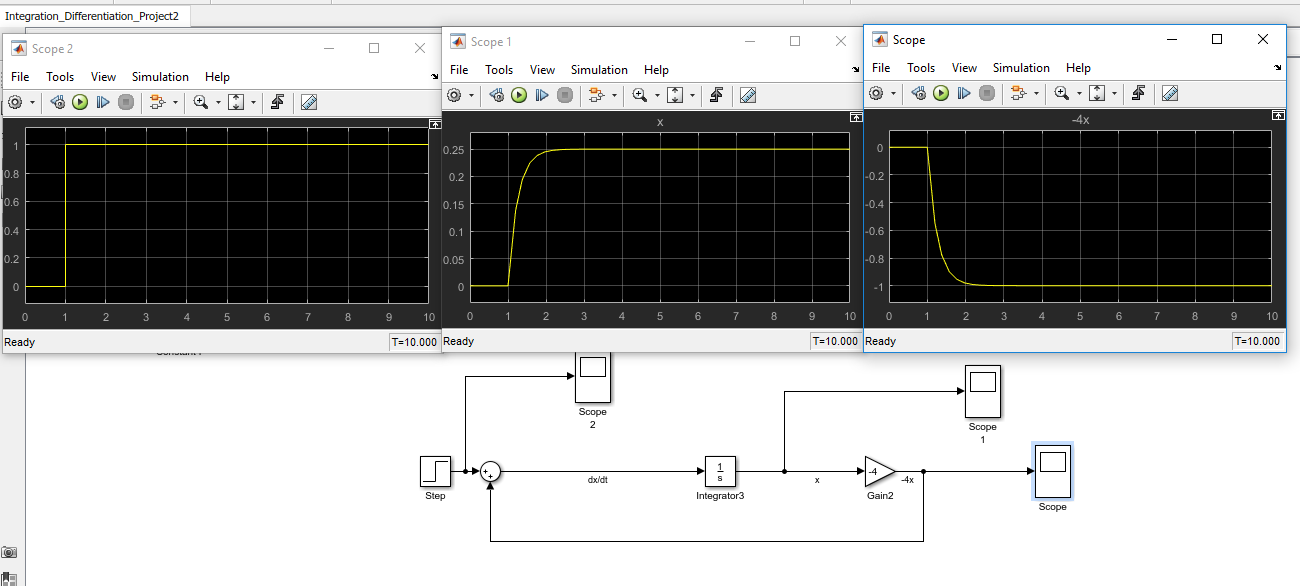 Integration_Differentiation_Project2
Scope 2
File Tools View Simulation Help
1
0.8
0.6
0.4
0.2
0
0 1 2 3 4 5 6 7 8 9 10
Ready
T=10.000
Scope 1
File Tools View Simulation Help
x
0.25
0.2
0.15
0.1
0.05
0
0 1 2 3 4 5 6 7 8 9 10
Ready
T=10.000
Scope
File Tools View Simulation Help
-4x
0
-0.2
-0.4
-0.6
-0.8
-1
0 1 2 3 4 5 6 7 8 9 10
Ready
T=10.000
Scope
2
Scope
1
Step
+
+
dx/dt
1
s
Integrator3
x
-4
Gain2
-4x
Scope